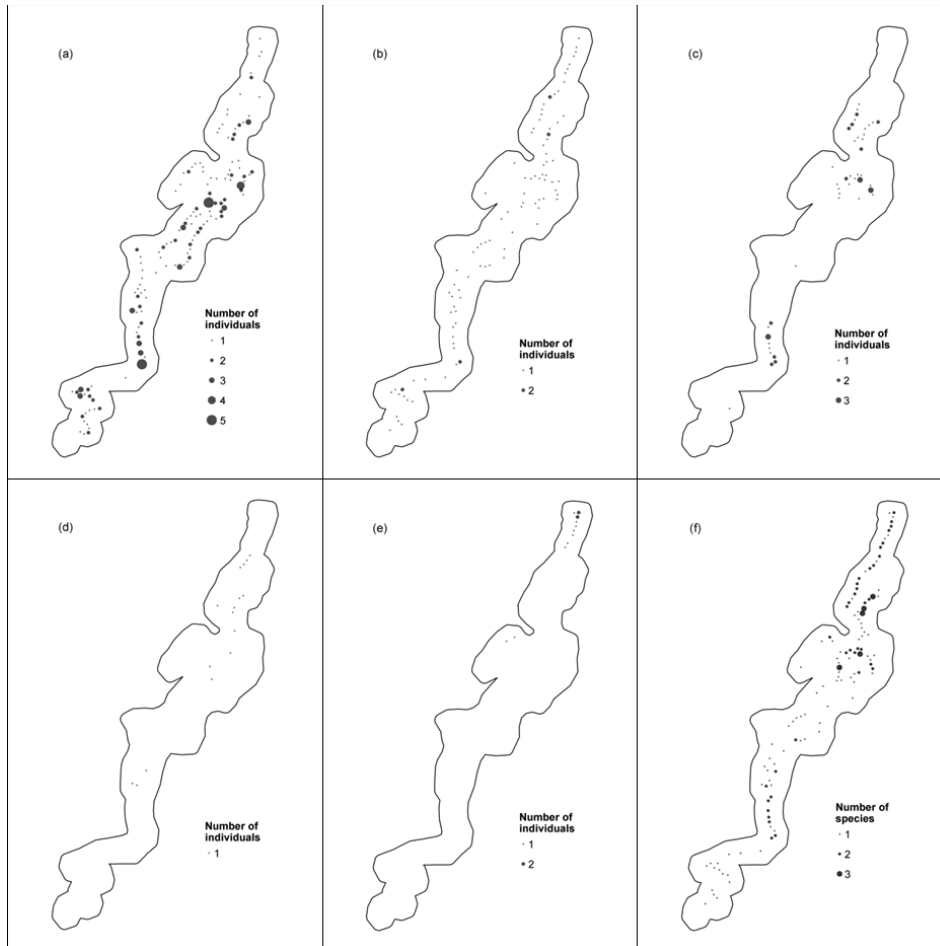 (a)
Number of
individuals
1
2
3
4
5
(b)
Number of
individuals
1
2
(c)
Number of
individuals
1
2
3
(d)
Number of
individuals
1
(e)
Number of
individuals
1
2
(f)
Number of
species
1
2
3